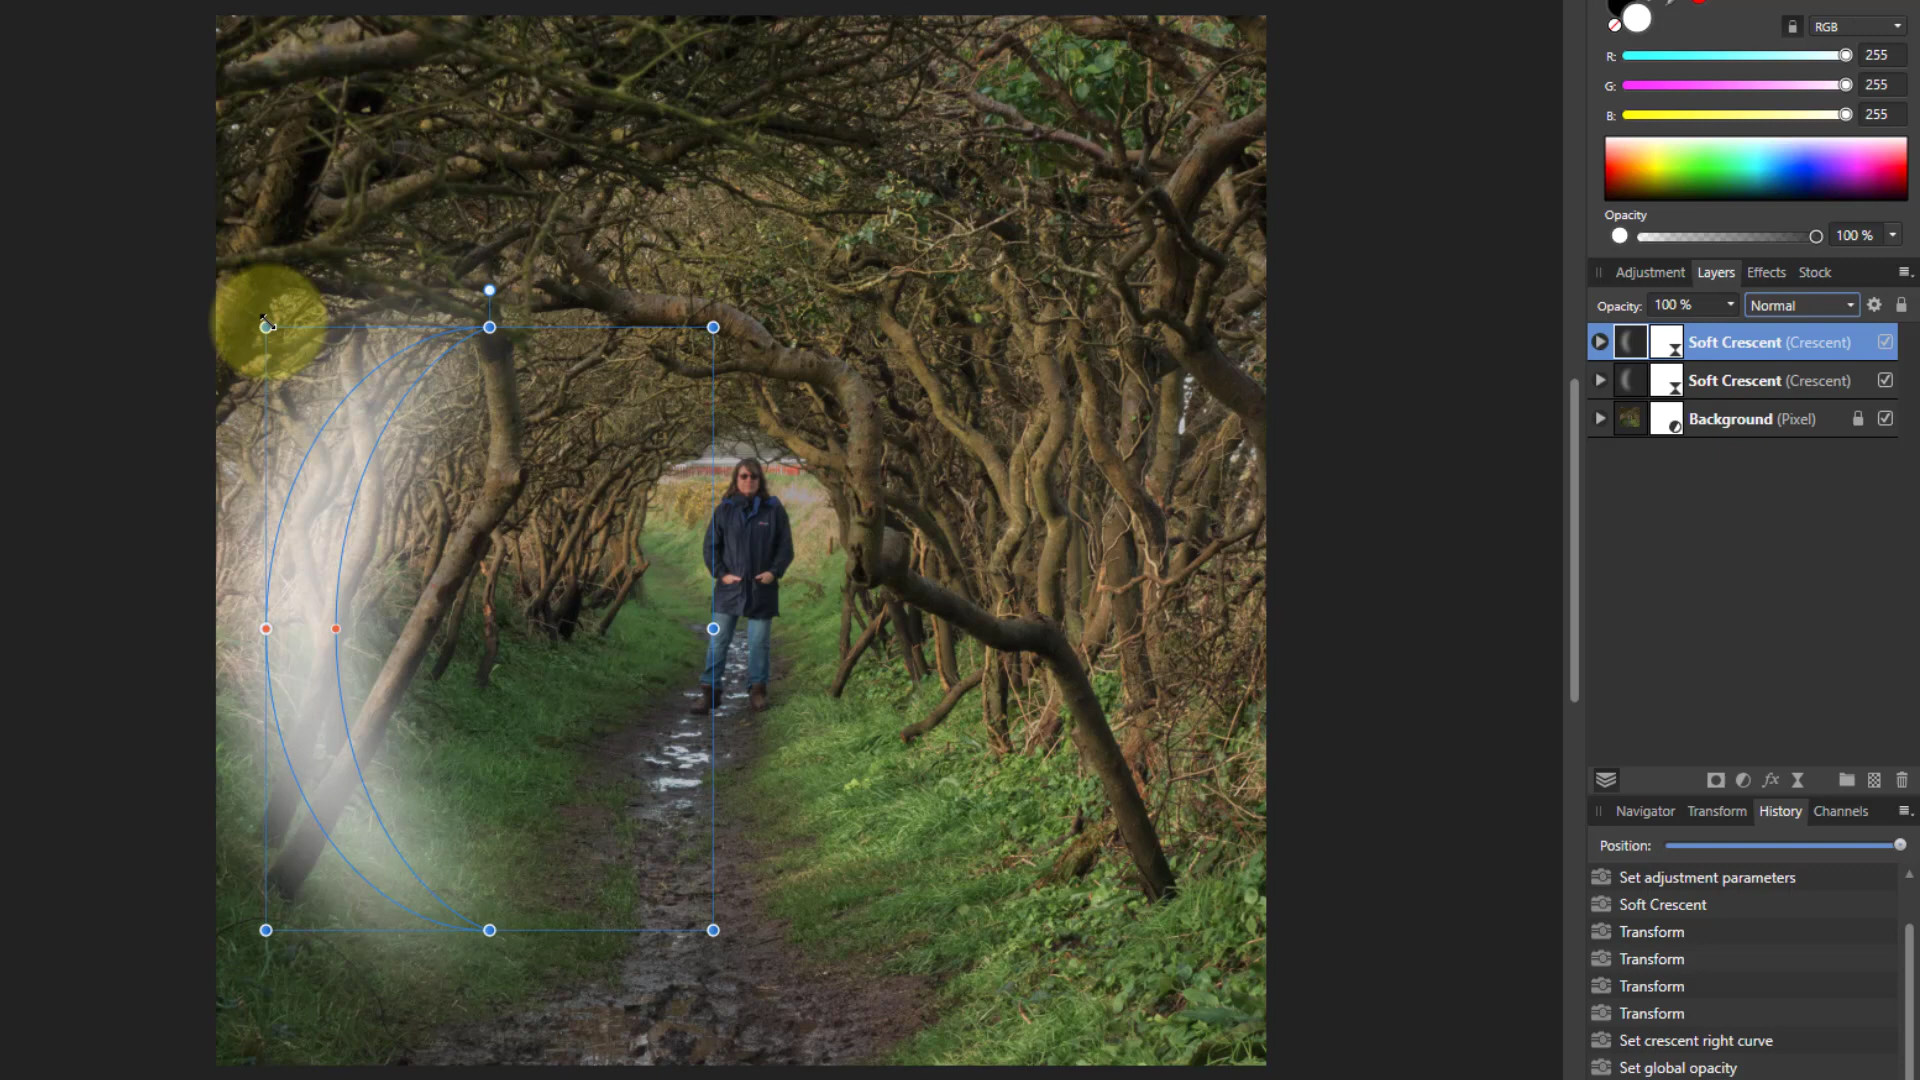 RGB
R: 255
G: 255
B: 255
Opacity
100 %
Adjustment Layers Effects Stock
Opacity: 100 % Normal
Soft Crescent (Crescent)
Soft Crescent (Crescent)
Background (Pixel)
fx
Navigator Transform History Channels
Position:
Set adjustment parameters
Soft Crescent
Transform
Transform
Transform
Transform
Set crescent right curve
Set global opacity